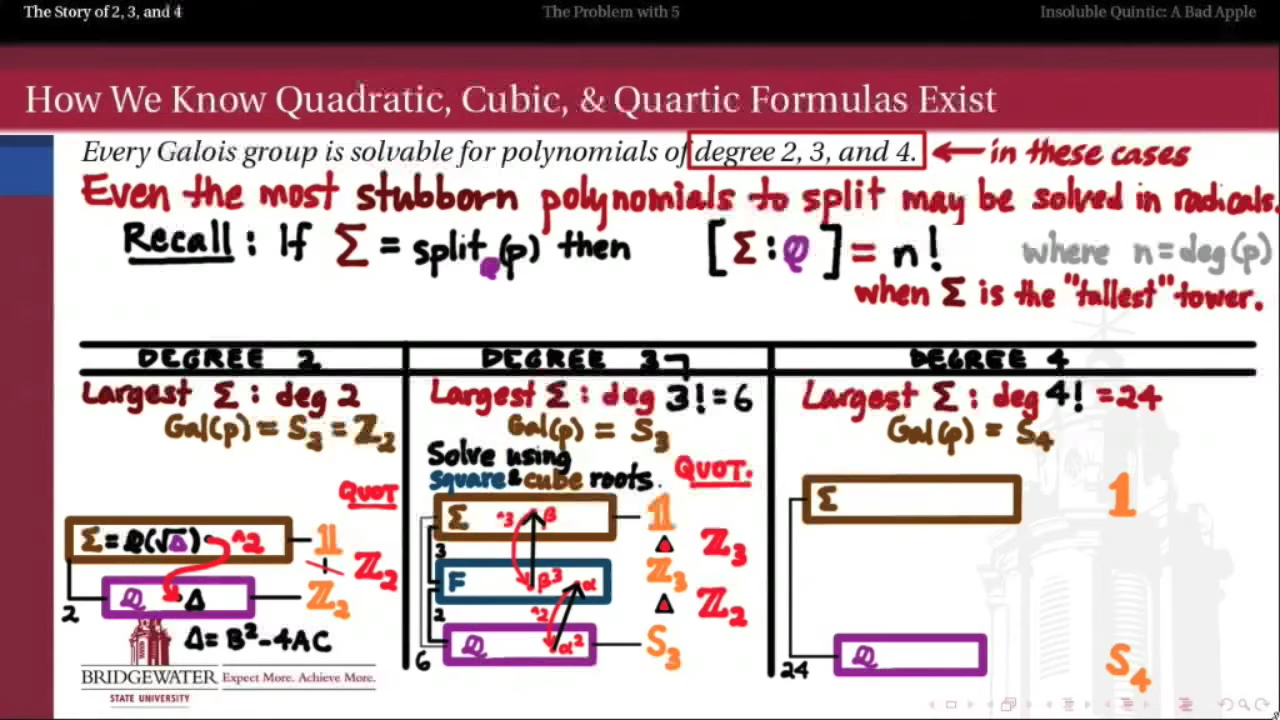 The Story of 2, 3, and 4 The Problem with 5 Insoluble Quintic: A Bad Apple
How We Know Quadratic, Cubic, & Quartic Formulas Exist
Every Galois group is solvable for polynomials of degree 2, 3, and 4. ← in these cases
Even the most stubborn polynomials to split may be solved in radicals.
Recall : If Σ = split_Q(p) then [Σ:Q] = n! where n=deg(p)
when Σ is the "tallest" tower.
DEGREE 2
Largest Σ : deg 2
Gal(p) = S₂ = ℤ₂
QUOT
Σ = Q(√Δ) ^2 1
ℤ₂
Q Δ ℤ₂
2
Δ = B²-4AC
DEGREE 3
Largest Σ : deg 3! = 6
Gal(p) = S₃
Solve using
square & cube roots.
QUOT.
Σ ^3 β 1
3 ℤ₃
F β³ α ℤ₃
2 ^2 ℤ₂
Q α² S₃
6
DEGREE 4
Largest Σ : deg 4! = 24
Gal(p) = S₄
Σ 1
Q S₄
24
BRIDGEWATER
STATE UNIVERSITY
Expect More. Achieve More.